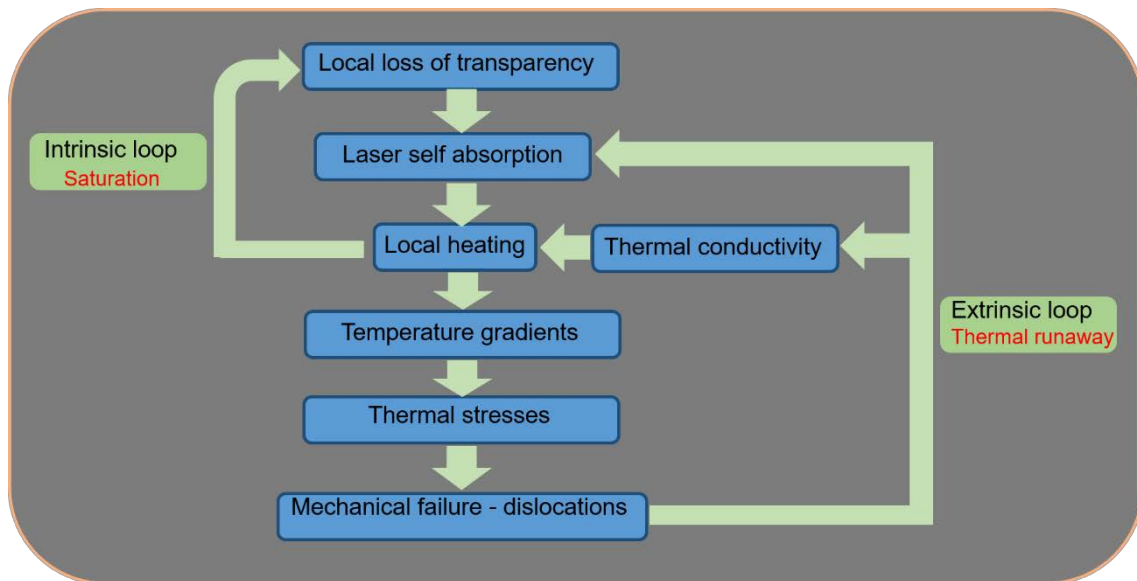 Local loss of transparency
Intrinsic loop
Saturation
Laser self absorption
Local heating
Thermal conductivity
Temperature gradients
Extrinsic loop
Thermal runaway
Thermal stresses
Mechanical failure - dislocations